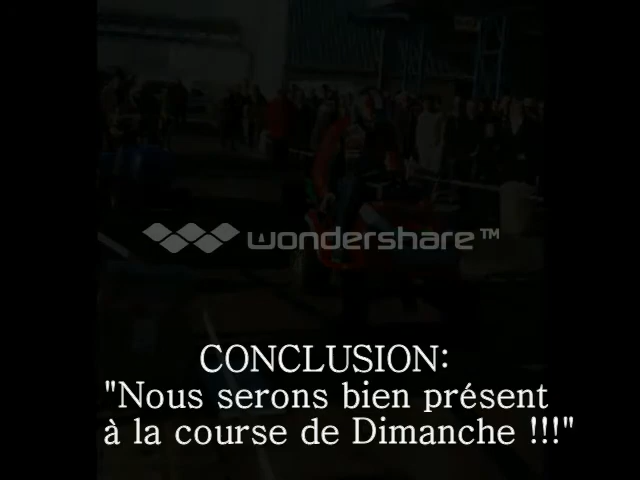 wondershare™
CONCLUSION:
"Nous serons bien présent
à la course de Dimanche !!!"